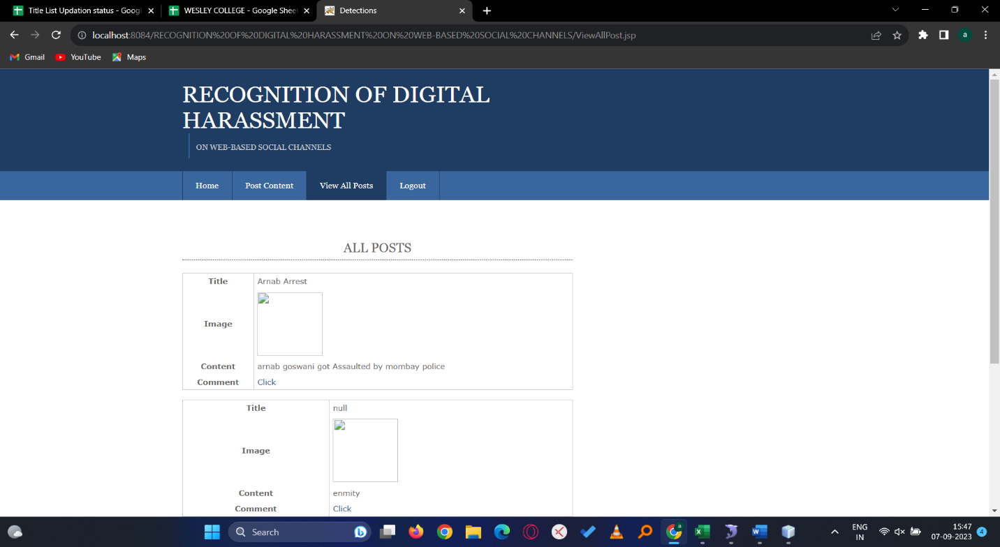 Title List Updation status - Googl
WESLEY COLLEGE - Google Sheet
Detections
localhost:8084/RECOGNITION%20OF%20DIGITAL%20HARASSMENT%20ON%20WEB-BASED%20SOCIAL%20CHANNELS/ViewAllPost.jsp
a
Gmail
YouTube
Maps
RECOGNITION OF DIGITAL
HARASSMENT
ON WEB-BASED SOCIAL CHANNELS
Home
Post Content
View All Posts
Logout
ALL POSTS
Title
Arnab Arrest
Image
Content
arnab goswani got Assaulted by mombay police
Comment
Click
Title
null
Image
Content
enmity
Comment
Click
Search
ENG
IN
15:47
07-09-2023
4